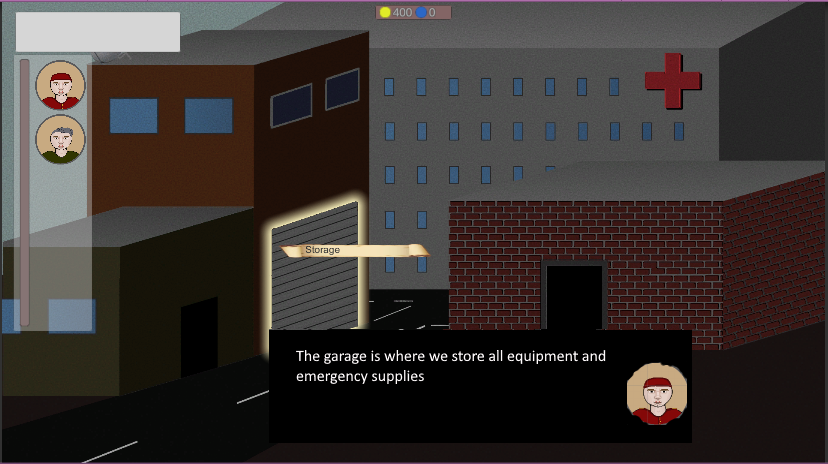 400 0
Storage
The garage is where we store all equipment and
emergency supplies